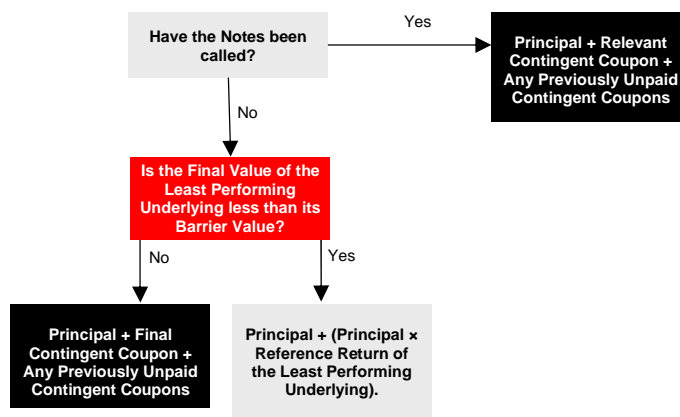 Have the Notes been
called?
Yes
Principal + Relevant
Contingent Coupon +
Any Previously Unpaid
Contingent Coupons
No
Is the Final Value of the
Least Performing
Underlying less than its
Barrier Value?
No
Yes
Principal + Final
Contingent Coupon +
Any Previously Unpaid
Contingent Coupons
Principal + (Principal ×
Reference Return of
the Least Performing
Underlying).